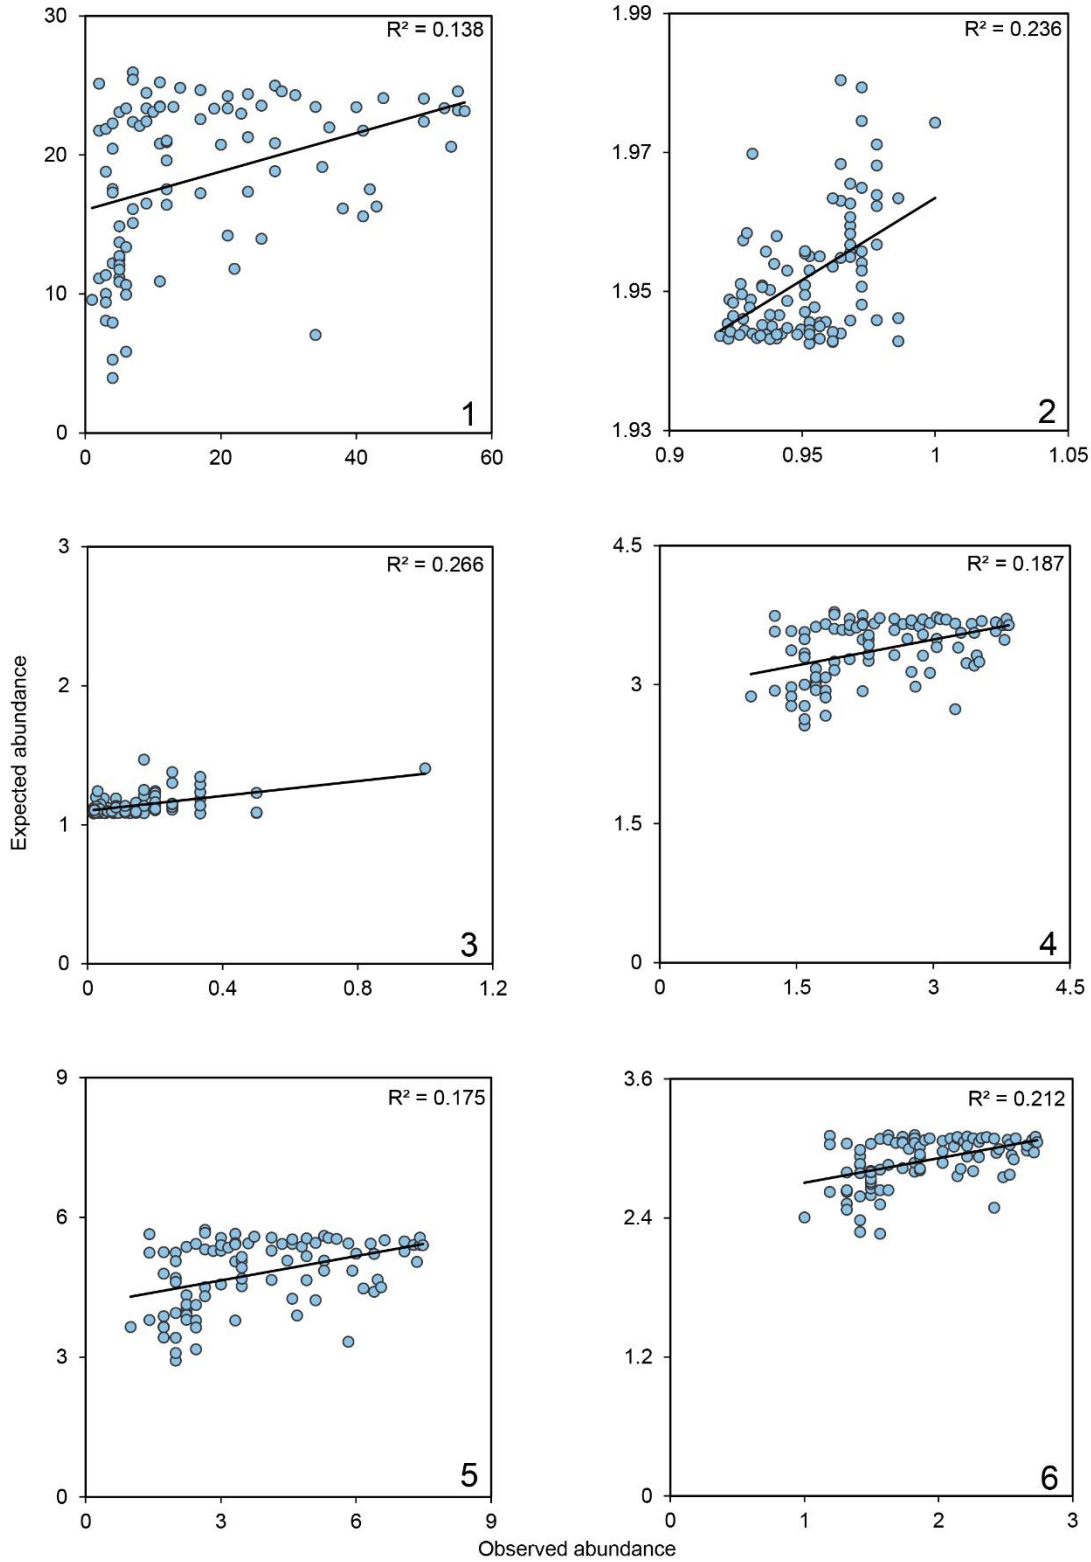 30
R² = 0.138
20
10
0
0 20 40 60
1
1.99
R² = 0.236
1.97
1.95
1.93
0.9 0.95 1 1.05
2
3
R² = 0.266
2
1
0
0 0.4 0.8 1.2
3
4.5
R² = 0.187
3
1.5
0
0 1.5 3 4.5
4
Expected abundance
9
R² = 0.175
6
3
0
0 3 6 9
5
3.6
R² = 0.212
2.4
1.2
0
0 1 2 3
6
Observed abundance